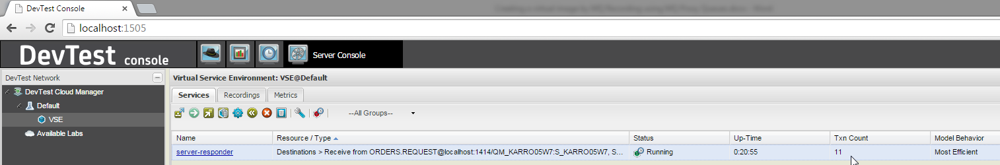 DevTest Console
localhost:1505
DevTest console
Server Console
DevTest Network
DevTest Cloud Manager
Default
VSE
Available Labs
Virtual Service Environment: VSE@Default
Services Recordings Metrics
--All Groups--
Name Resource / Type Status Up-Time Txn Count Model Behavior
server-responder Destinations > Receive from ORDERS.REQUEST@localhost:1414/QM_KARRO05W7:S_KARRO05W7, S... Running 0:20:55 11 Most Efficient